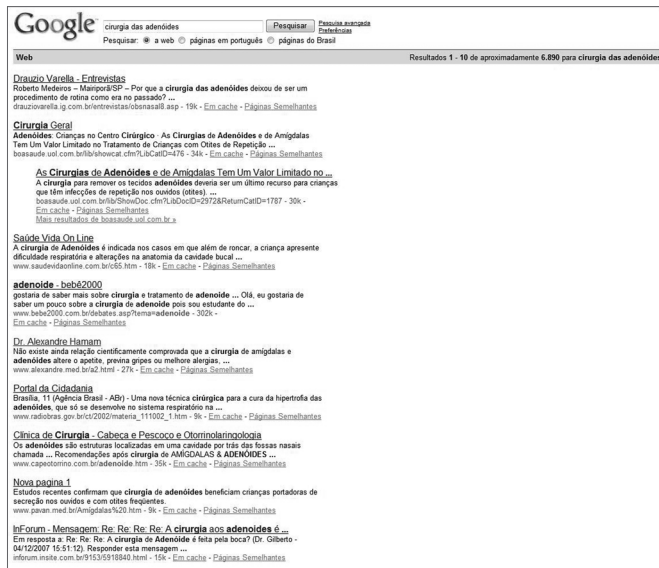 Google
cirurgia das adenóides Pesquisar Pesquisa avançada
Preferências
Pesquisar: a web páginas em português páginas do Brasil
Web Resultados 1 - 10 de aproximadamente 6.890 para cirurgia das adenóides
Drauzio Varella - Entrevistas
Roberto Medeiros – Mairiporã/SP – Por que a cirurgia das adenóides deixou de ser um
procedimento de rotina como era no passado? ...
drauziovarella.ig.com.br/entrevistas/obsnasal8.asp - 19k - Em cache - Páginas Semelhantes
Cirurgia Geral
Adenóides: Crianças no Centro Cirúrgico · As Cirurgias de Adenóides e de Amígdalas
Tem Um Valor Limitado no Tratamento de Crianças com Otites de Repetição ...
boasaude.uol.com.br/lib/showcat.cfm?LibCatID=476 - 34k - Em cache - Páginas Semelhantes
As Cirurgias de Adenóides e de Amígdalas Tem Um Valor Limitado no ...
A cirurgia para remover os tecidos adenóides deveria ser um último recurso para crianças
que têm infecções de repetição nos ouvidos (otites). ...
boasaude.uol.com.br/lib/ShowDoc.cfm?LibDocID=2972&ReturnCatID=1787 - 30k -
Em cache - Páginas Semelhantes
Mais resultados de boasaude.uol.com.br »
Saúde Vida On Line
A cirurgia de Adenóides é indicada nos casos em que além de roncar, a criança apresente
dificuldade respiratória e alterações na anatomia da cavidade bucal ...
www.saudevidaonline.com.br/c65.htm - 18k - Em cache - Páginas Semelhantes
adenoide - bebê2000
gostaria de saber mais sobre cirurgia e tratamento de adenoide ... Olá, eu gostaria de
saber um pouco sobre a cirurgia de adenoide pois sou estudante do ...
www.bebe2000.com.br/debates.asp?tema=adenoide - 302k -
Em cache - Páginas Semelhantes
Dr. Alexandre Hamam
Não existe ainda relação cientificamente comprovada que a cirurgia de amígdalas e
adenóides altere o apetite, previna gripes ou melhore alergias, ...
www.alexandre.med.br/a2.html - 27k - Em cache - Páginas Semelhantes
Portal da Cidadania
Brasília, 11 (Agência Brasil - ABr) - Uma nova técnica cirúrgica para a cura da hipertrofia das
adenóides, que só se desenvolve no sistema respiratório na ...
www.radiobras.gov.br/ct/2002/materia_111002_1.htm - 9k - Em cache - Páginas Semelhantes
Clínica de Cirurgia - Cabeça e Pescoço e Otorrinolaringologia
Os adenóides são estruturas localizadas em uma cavidade por trás das fossas nasais
chamada ... Recomendações após cirurgia de AMÍGDALAS & ADENÓIDES ...
www.capeotorrino.com.br/adenoide.htm - 35k - Em cache - Páginas Semelhantes
Nova pagina 1
Estudos recentes confirmam que cirurgia de adenóides beneficiam crianças portadoras de
secreção nos ouvidos e com otites freqüentes.
www.pavan.med.br/Amígdalas%20.htm - 9k - Em cache - Páginas Semelhantes
InForum - Mensagem: Re: Re: Re: Re: A cirurgia aos adenoides é ...
Em resposta a: Re: Re: Re: A cirurgia de Adenóide é feita pela boca? (Dr. Gilberto -
04/12/2007 15:51:12). Responder esta mensagem ...
inforum.insite.com.br/9153/5918840.html - 15k - Em cache - Páginas Semelhantes